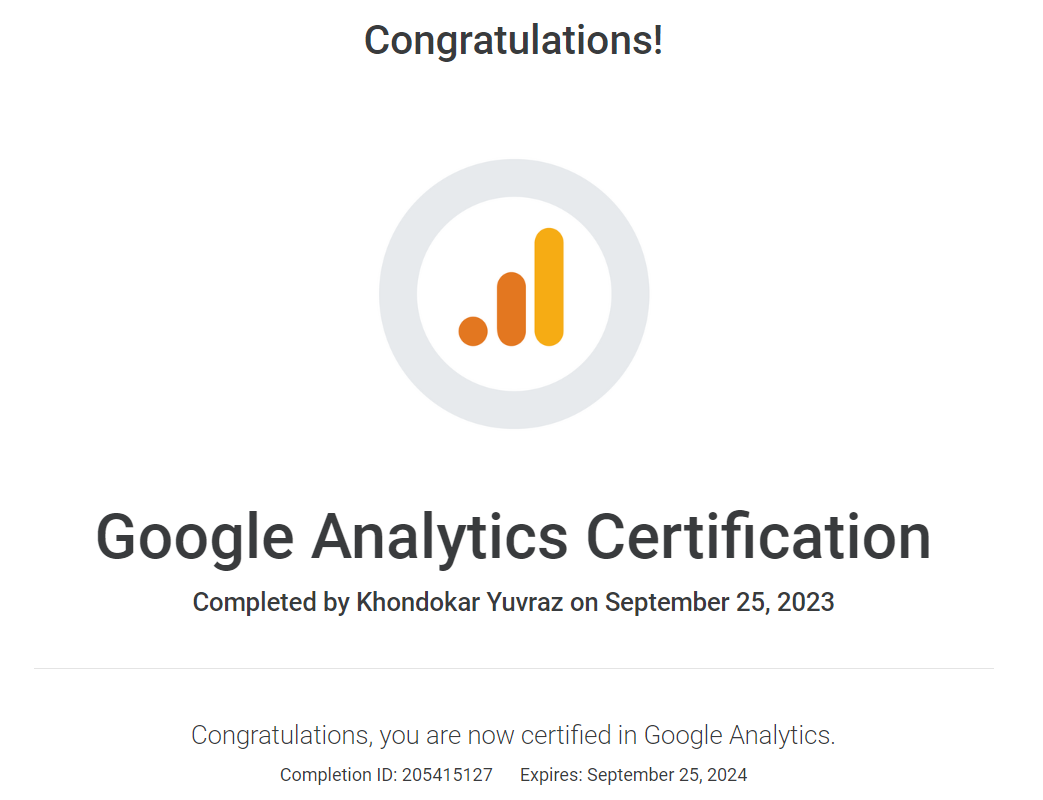 Congratulations!
Google Analytics Certification
Completed by Khondokar Yuvraz on September 25, 2023
Congratulations, you are now certified in Google Analytics.
Completion ID: 205415127 Expires: September 25, 2024